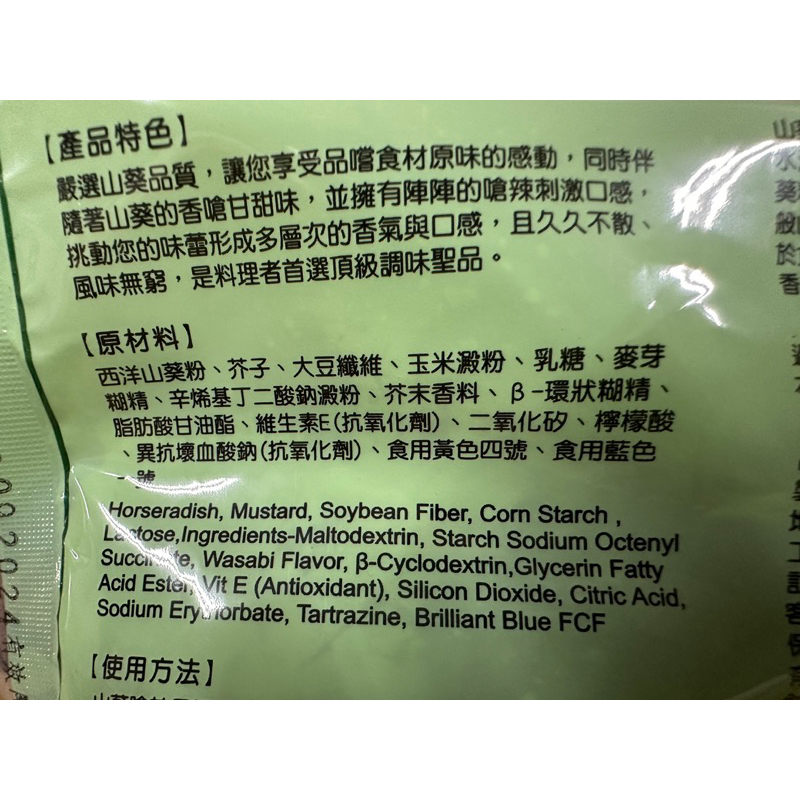 【產品特色】
嚴選山葵品質，讓您享受品嚐食材原味的感動，同時伴
隨著山葵的香嗆甘甜味，並擁有陣陣的嗆辣刺激口感，
挑動您的味蕾形成多層次的香氣與口感，且久久不散、
風味無窮，是料理者首選頂級調味聖品。
【原材料】
西洋山葵粉、芥子、大豆纖維、玉米澱粉、乳糖、麥芽
糊精、辛烯基丁二酸鈉澱粉、芥末香料、β-環狀糊精、
脂肪酸甘油酯、維生素E(抗氧化劑)、二氧化矽、檸檬酸
、異抗壞血酸鈉(抗氧化劑)、食用黃色四號、食用藍色
一號
Horseradish, Mustard, Soybean Fiber, Corn Starch ,
Lactose,Ingredients-Maltodextrin, Starch Sodium Octenyl
Succinate, Wasabi Flavor, β-Cyclodextrin,Glycerin Fatty
Acid Ester, Vit E (Antioxidant), Silicon Dioxide, Citric Acid,
Sodium Erythorbate, Tartrazine, Brilliant Blue FCF
【使用方法】